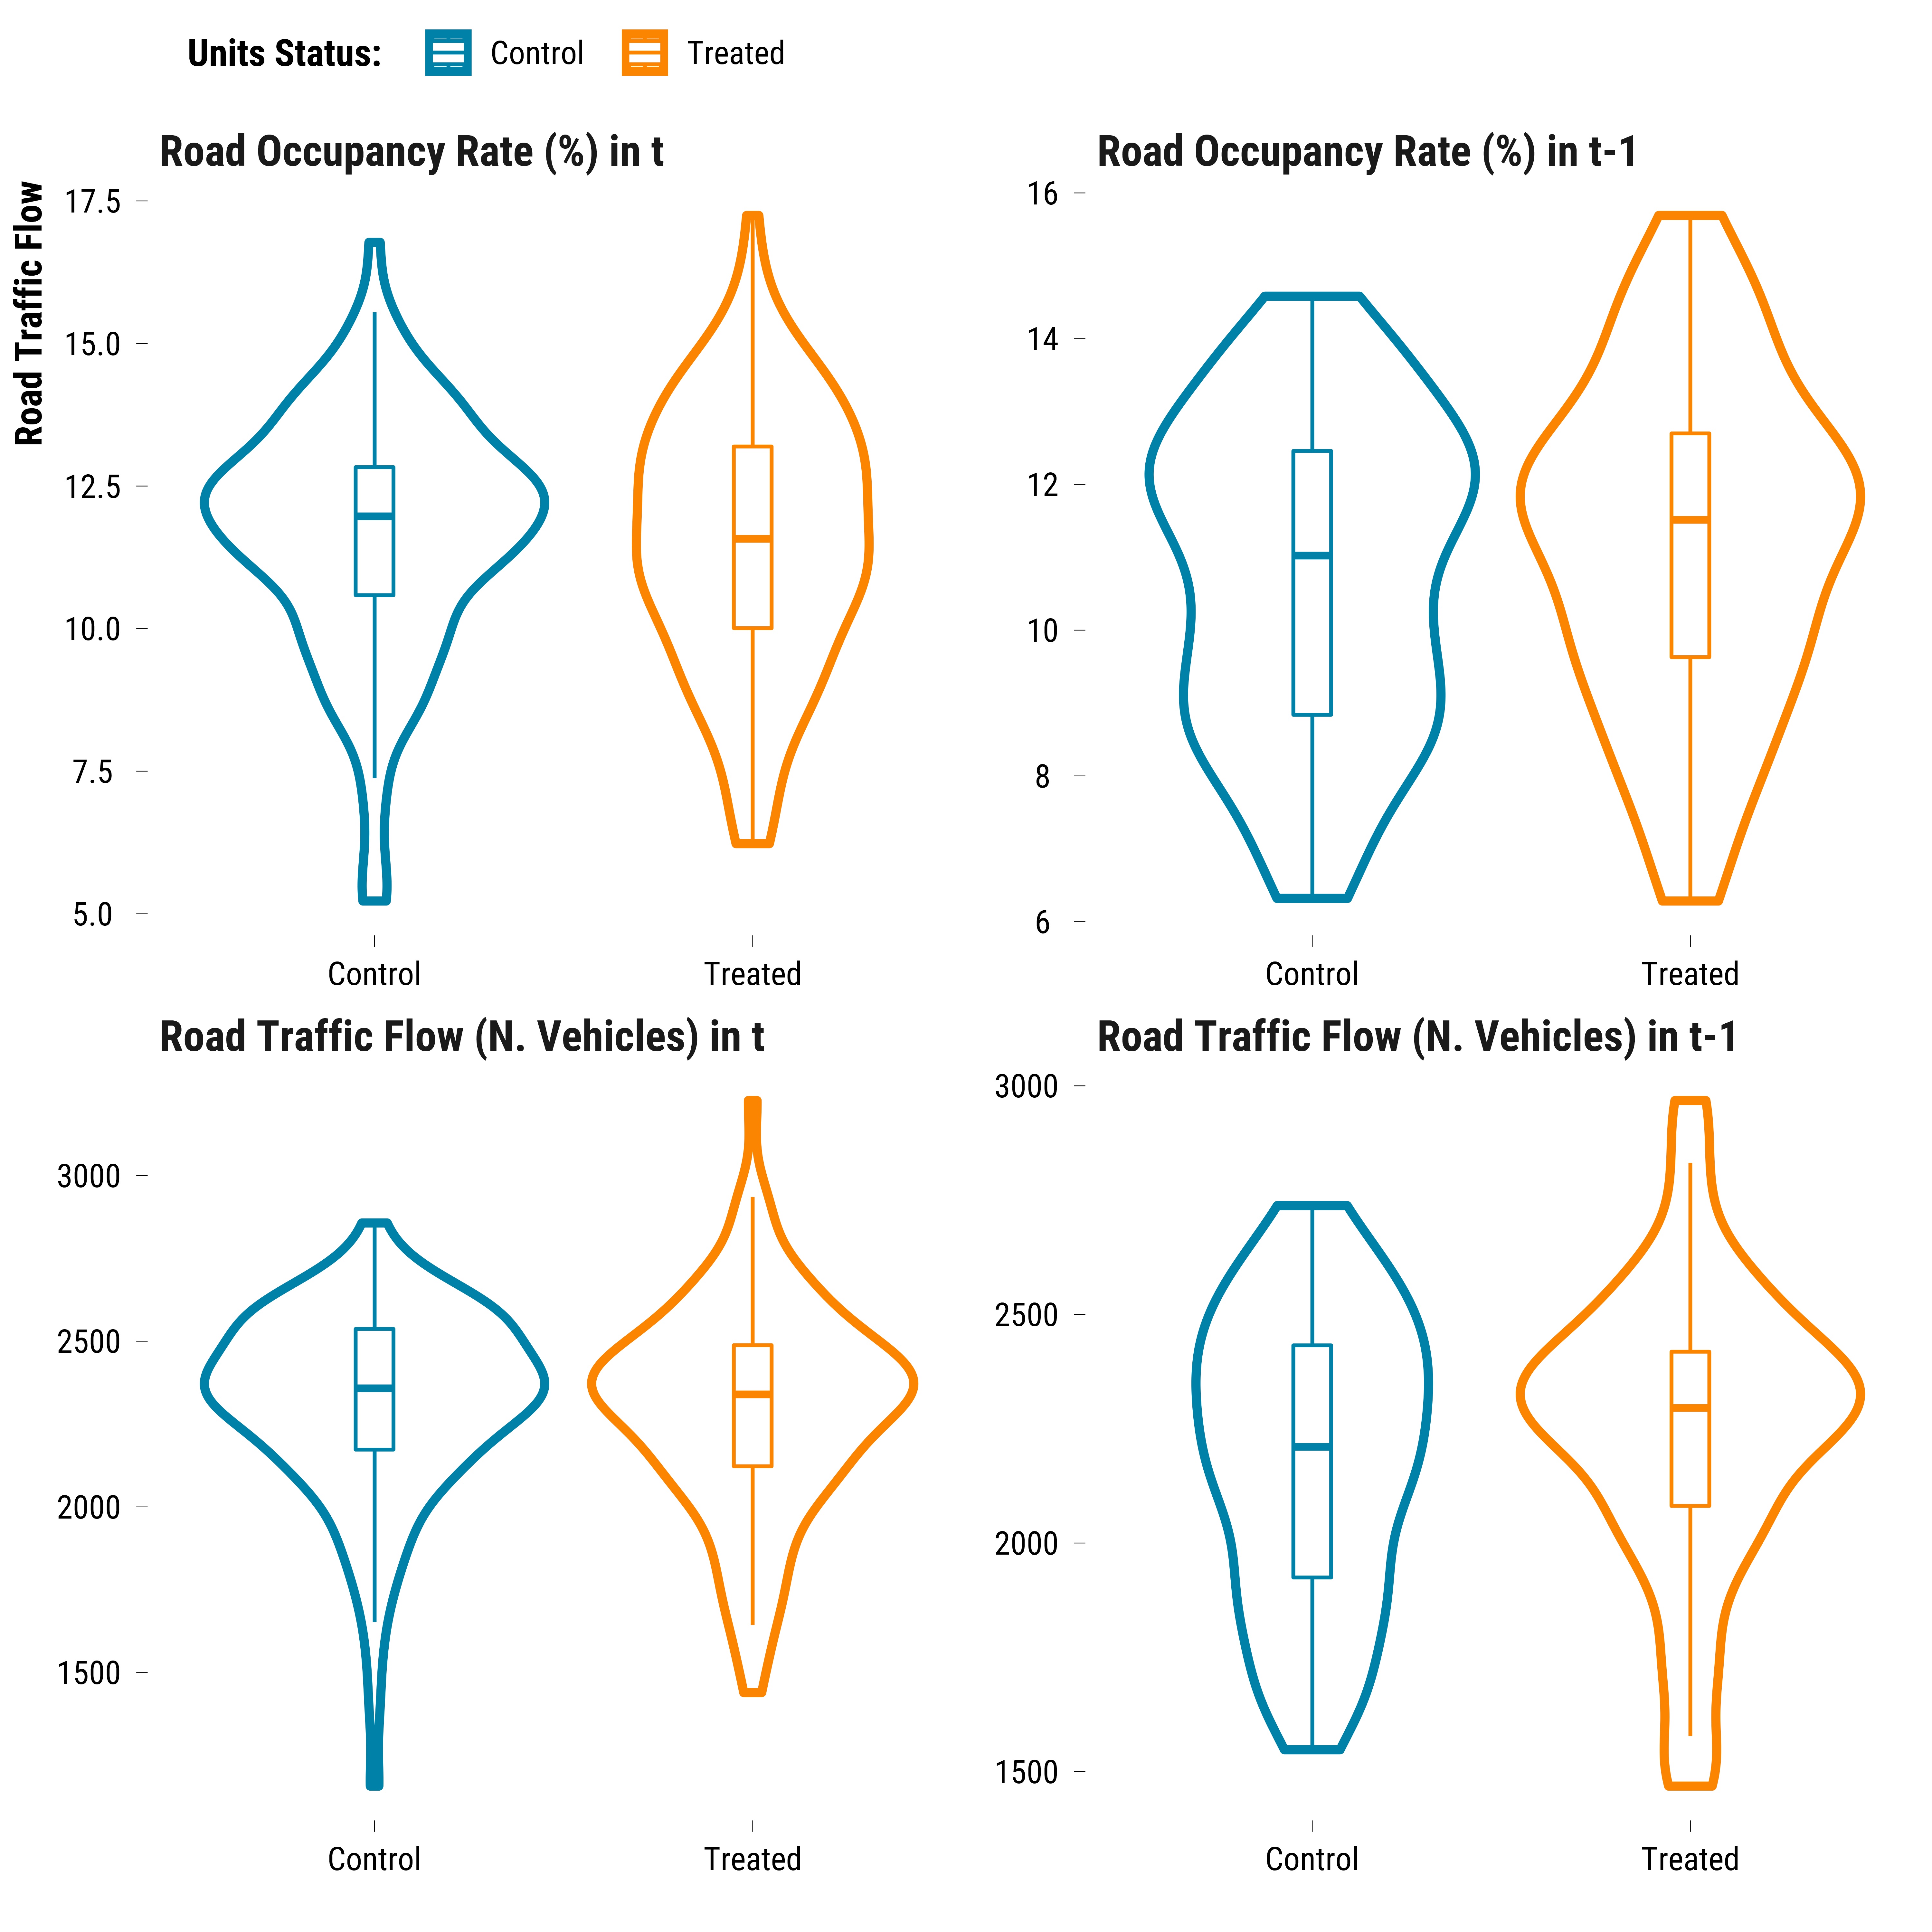 Units Status: Control Treated
Road Traffic Flow
Road Occupancy Rate (%) in t
17.5
15.0
12.5
10.0
7.5
5.0
Control Treated
Road Occupancy Rate (%) in t-1
16
14
12
10
8
6
Control Treated
Road Traffic Flow (N. Vehicles) in t
3000
2500
2000
1500
Control Treated
Road Traffic Flow (N. Vehicles) in t-1
3000
2500
2000
1500
Control Treated